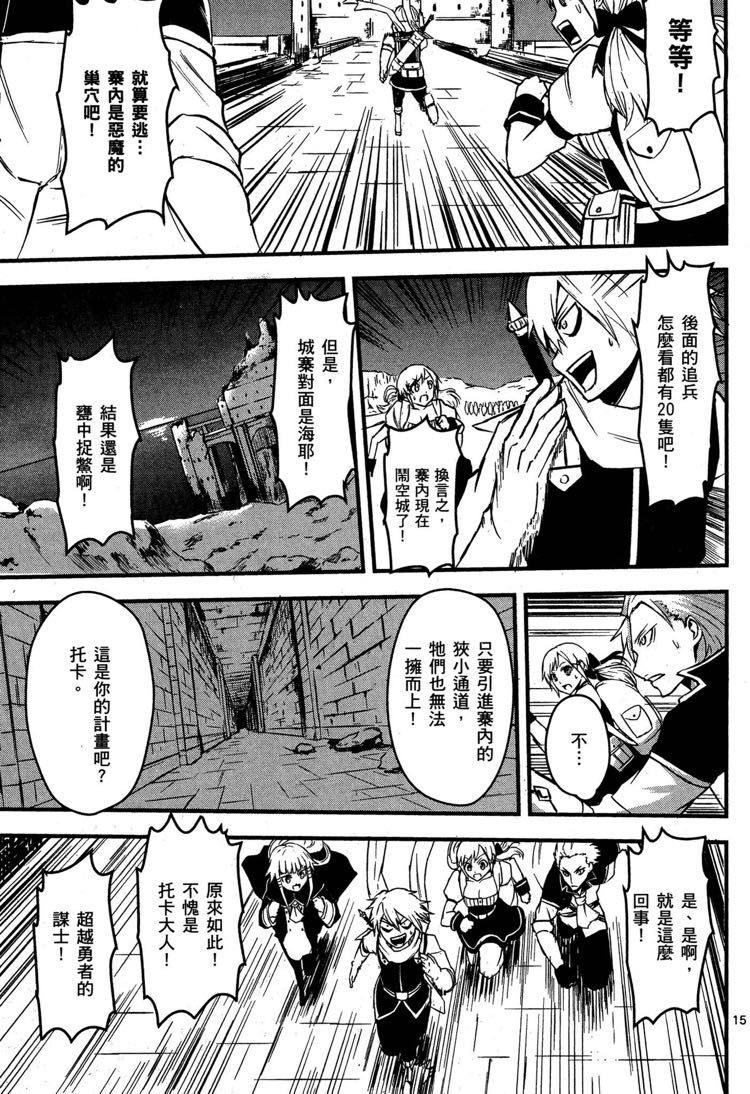 等等！
就算要逃…
寨內是惡魔的
巢穴吧！
後面的追兵
怎麼看都有20隻吧！
換言之，
寨內現在
鬧空城了！
但是，
城寨對面是海耶！
結果還是
甕中捉鱉啊！
不…
只要引進寨內的
狹小通道，
牠們也無法
一擁而上！
這是你的計畫吧？
托卡。
是、是啊，
就是這麼
回事！
原來如此！
不愧是
托卡大人！
超越勇者的
謀士！
15